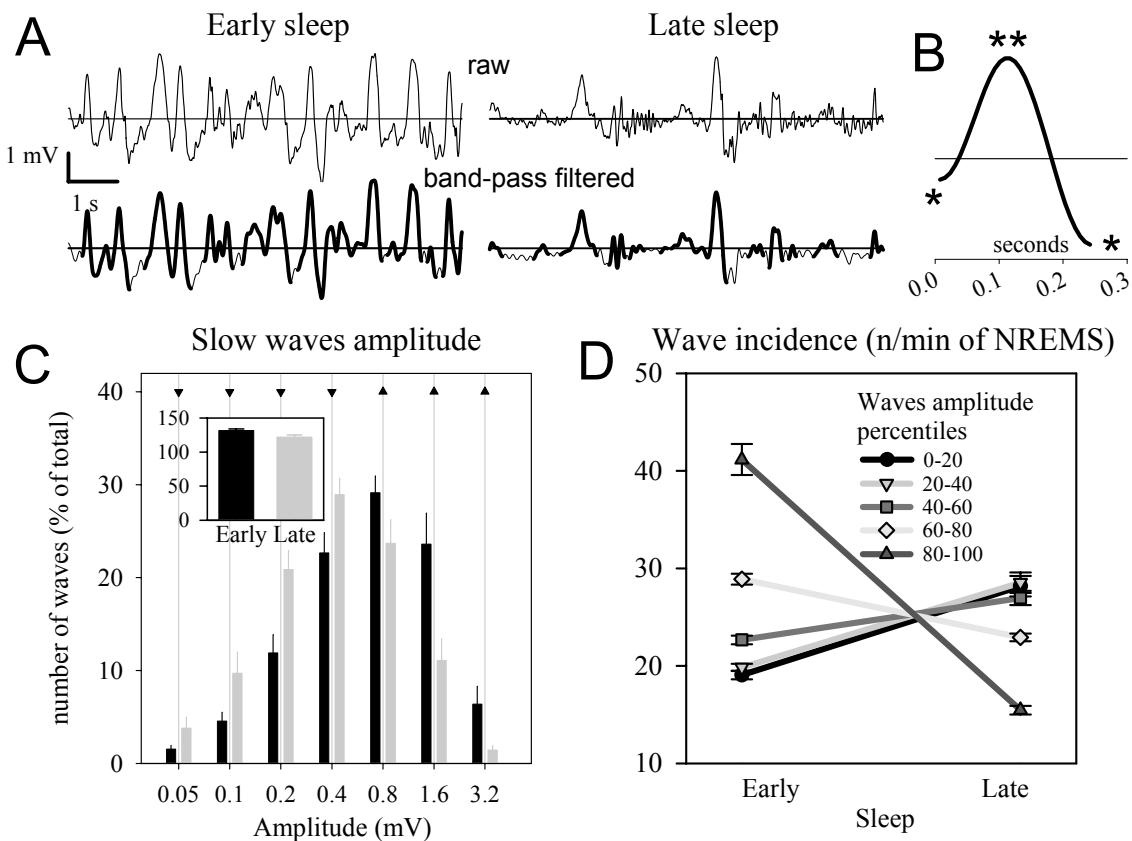 A
Early sleep
Late sleep
raw
1 mV
1 s
band-pass filtered
B
**
*
*
seconds
0.0
0.1
0.2
0.3
C
Slow waves amplitude
number of waves (% of total)
40
30
20
10
0
150
100
50
0
Early
Late
0.05
0.1
0.2
0.4
0.8
1.6
3.2
Amplitude (mV)
D
Wave incidence (n/min of NREMS)
50
40
30
20
10
Waves amplitude
percentiles
0-20
20-40
40-60
60-80
80-100
Early
Late
Sleep